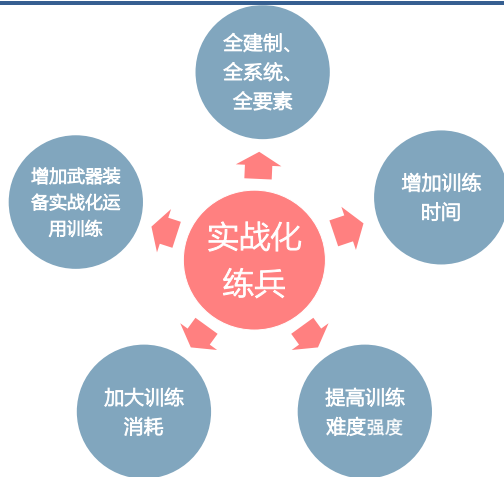 全建制、
全系统、
全要素
增加武器装
备实战化运
用训练
增加训练
时间
实战化
练兵
加大训练
消耗
提高训练
难度强度